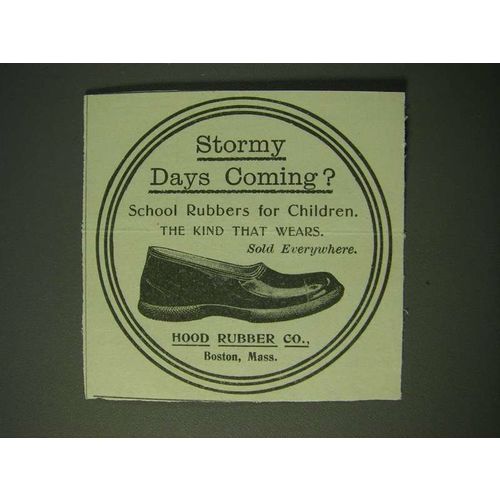 Stormy
Days Coming?
School Rubbers for Children.
THE KIND THAT WEARS.
Sold Everywhere.
HOOD RUBBER CO.,
Boston, Mass.